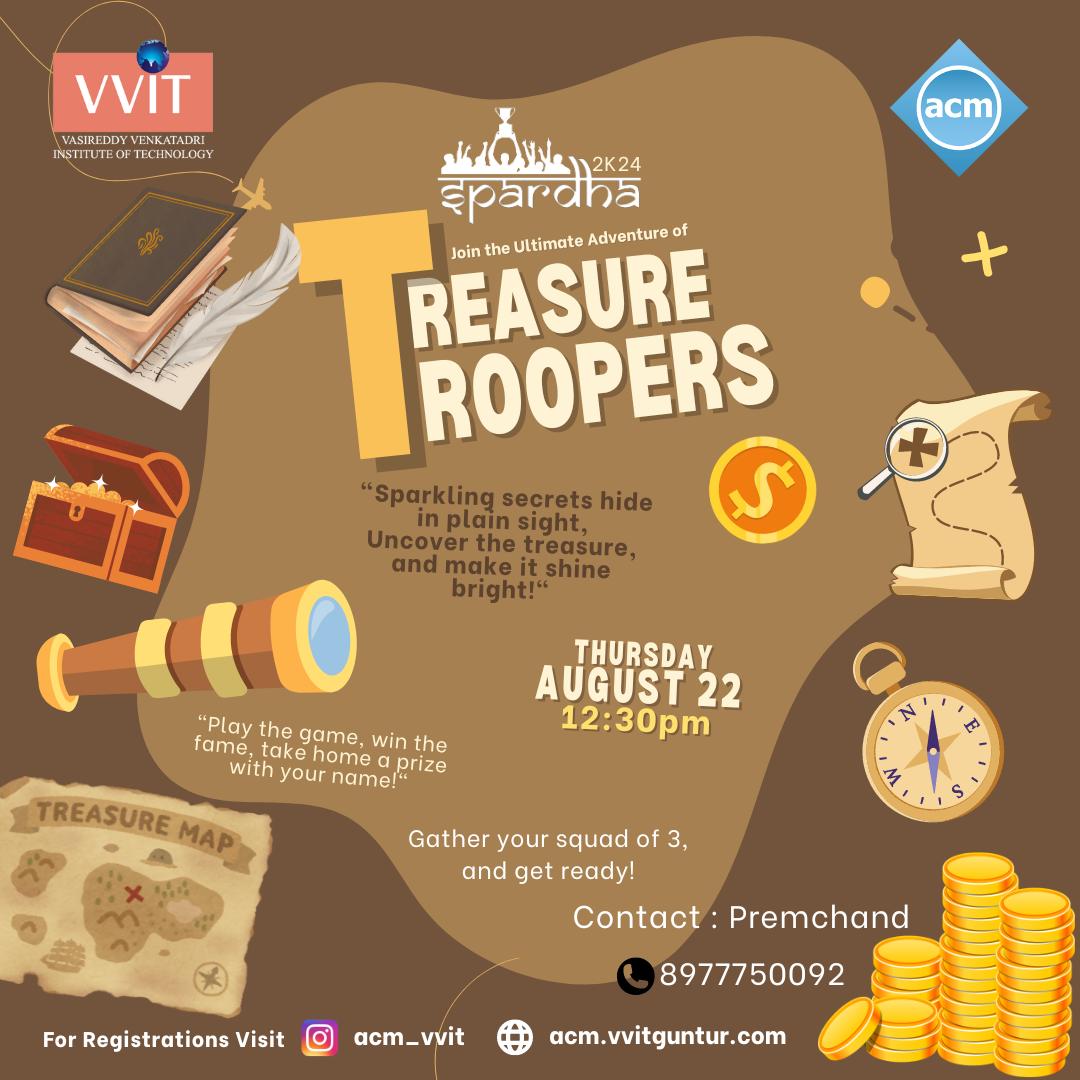 VVIT
VASIREDDY VENKATADRI
INSTITUTE OF TECHNOLOGY
acm
2K24
spardha
Join the Ultimate Adventure of
TREASURE
TROOPERS
“Sparkling secrets hide
in plain sight,
Uncover the treasure,
and make it shine
bright!“
THURSDAY
AUGUST 22
12:30pm
“Play the game, win the
fame, take home a prize
with your name!“
N
E
S
W
TREASURE MAP
Gather your squad of 3,
and get ready!
Contact : Premchand
8977750092
For Registrations Visit acm_vvit acm.vvitguntur.com